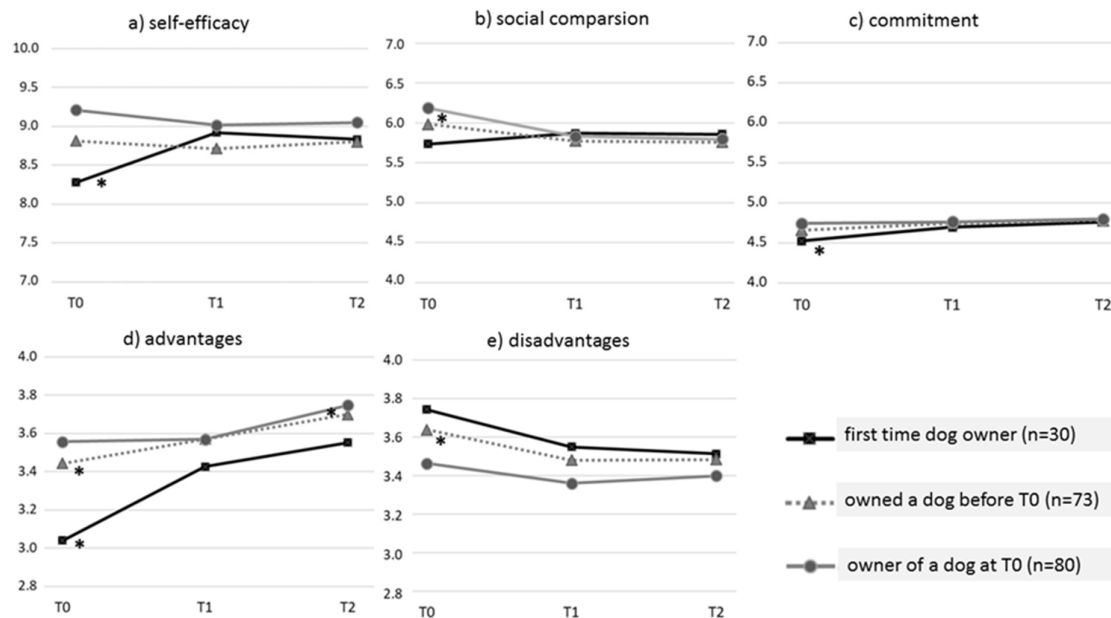 a) self-efficacy
10.0
9.5
9.0
8.5
8.0
7.5
7.0
T0 T1 T2
b) social comparsion
7.0
6.5
6.0
5.5
5.0
4.5
4.0
T0 T1 T2
c) commitment
7.0
6.5
6.0
5.5
5.0
4.5
4.0
T0 T1 T2
d) advantages
4.0
3.8
3.6
3.4
3.2
3.0
2.8
T0 T1 T2
e) disadvantages
4.0
3.8
3.6
3.4
3.2
3.0
2.8
T0 T1 T2
first time dog owner (n=30)
owned a dog before T0 (n=73)
owner of a dog at T0 (n=80)